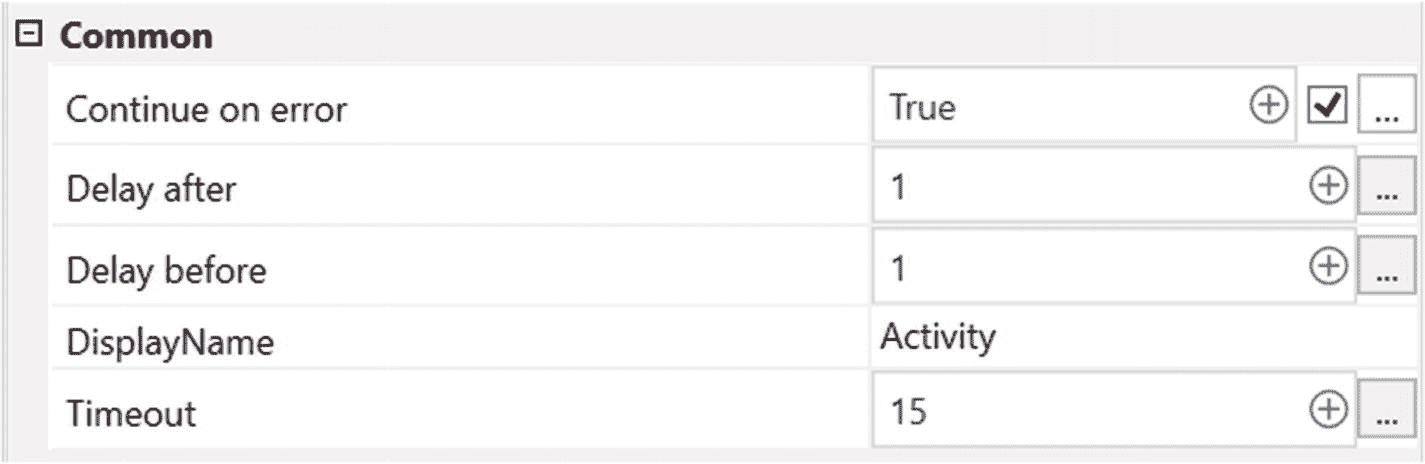 Common
Continue on error True ...
Delay after 1 ...
Delay before 1 ...
DisplayName Activity
Timeout 15 ...